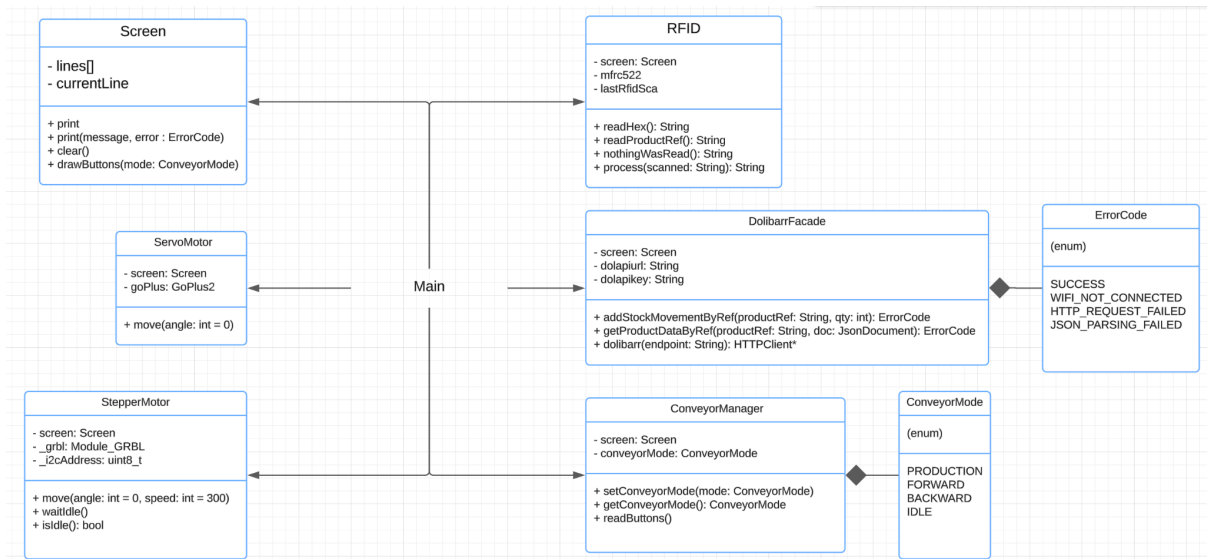 Screen
- lines[]
- currentLine
+ print
+ print(message, error : ErrorCode)
+ clear()
+ drawButtons(mode: ConveyorMode)
RFID
- screen: Screen
- mfrc522
- lastRfidSca
+ readHex(): String
+ readProductRef(): String
+ nothingWasRead(): String
+ process(scanned: String): String
ServoMotor
- screen: Screen
- goPlus: GoPlus2
+ move(angle: int = 0)
Main
DolibarrFacade
- screen: Screen
- dolapiurl: String
- dolapikey: String
+ addStockMovementByRef(productRef: String, qty: int): ErrorCode
+ getProductDataByRef(productRef: String, doc: JsonDocument): ErrorCode
+ dolibarr(endpoint: String): HTTPClient*
ErrorCode
(enum)
SUCCESS
WIFI_NOT_CONNECTED
HTTP_REQUEST_FAILED
JSON_PARSING_FAILED
StepperMotor
- screen: Screen
- _grbl: Module_GRBL
- _i2cAddress: uint8_t
+ move(angle: int = 0, speed: int = 300)
+ waitIdle()
+ isIdle(): bool
ConveyorManager
- screen: Screen
- conveyorMode: ConveyorMode
+ setConveyorMode(mode: ConveyorMode)
+ getConveyorMode(): ConveyorMode
+ readButtons()
ConveyorMode
(enum)
PRODUCTION
FORWARD
BACKWARD
IDLE